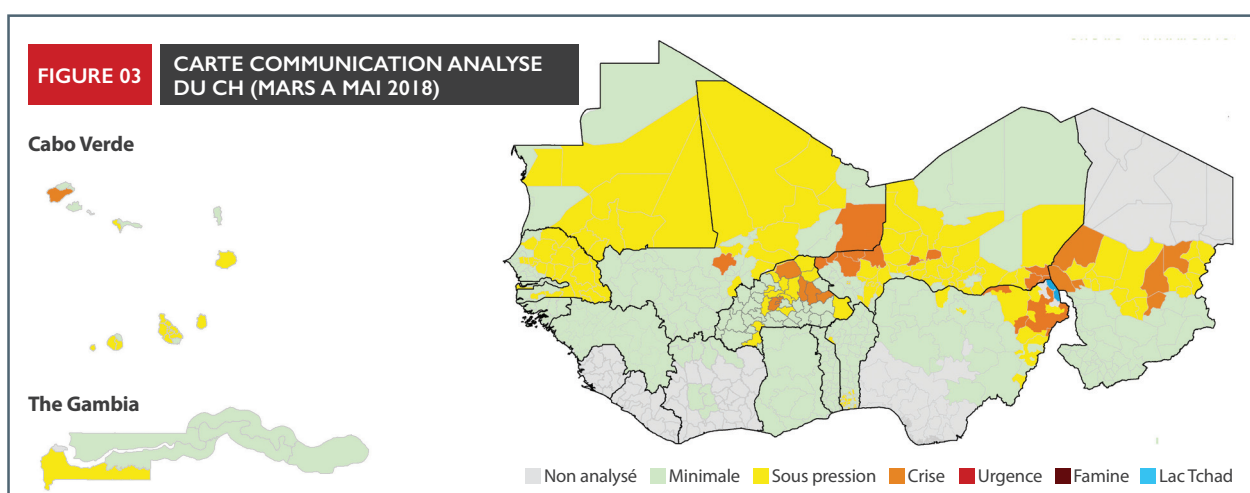 FIGURE 03
CARTE COMMUNICATION ANALYSE
DU CH (MARS A MAI 2018)
Cabo Verde
The Gambia
Non analysé
Minimale
Sous pression
Crise
Urgence
Famine
Lac Tchad